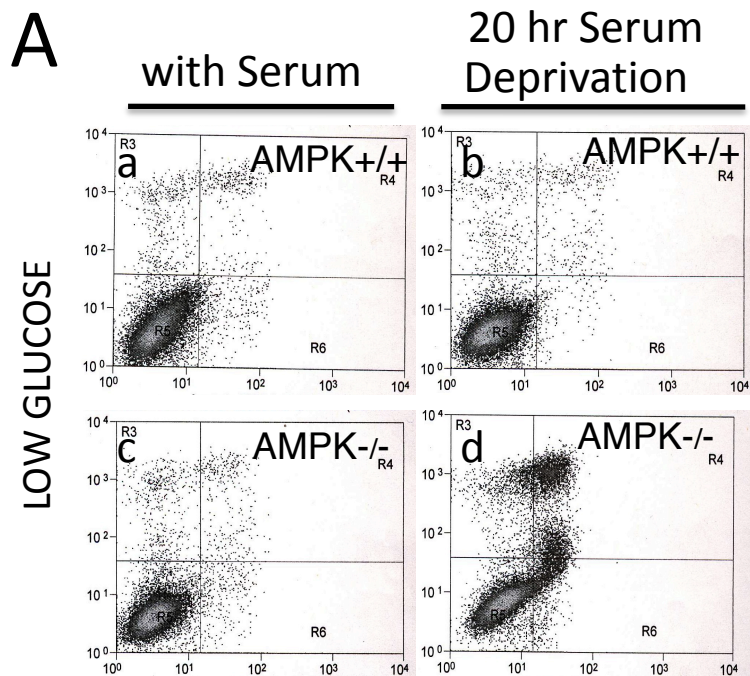 A
with Serum
20 hr Serum
Deprivation
LOW GLUCOSE
R3
a
AMPK+/+
R4
R5
R6
10⁴
10³
10²
10¹
10⁰
10⁰ 10¹ 10² 10³ 10⁴
R3
b
AMPK+/+
R4
R5
R6
10⁴
10³
10²
10¹
10⁰
10⁰ 10¹ 10² 10³ 10⁴
R3
c
AMPK-/-
R4
R6
10⁴
10³
10²
10¹
10⁰
10⁰ 10¹ 10² 10³ 10⁴
R3
d
AMPK-/-
R4
R6
10⁴
10³
10²
10¹
10⁰
10⁰ 10¹ 10² 10³ 10⁴